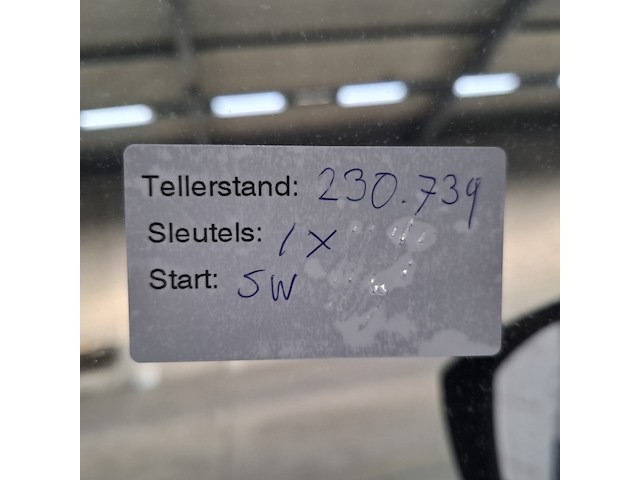 Tellerstand: 230.739
Sleutels: 1x
Start: SW